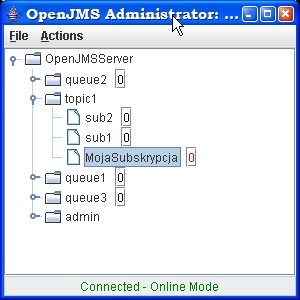 OpenJMS Administrator: ...
File Actions
OpenJMSServer
queue2 0
topic1
sub2 0
sub1 0
MojaSubskrypcja 0
queue1 0
queue3 0
admin
Connected - Online Mode